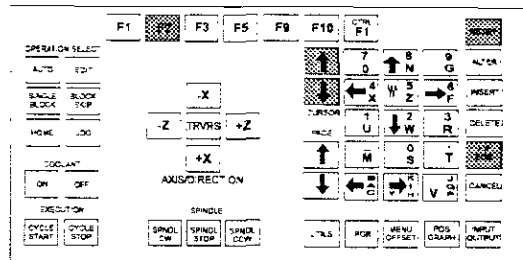 F1 F3 F5 F9 F10 CTRL F1
OPERATION SELECT
AUTO EDIT
SINGLE BLOCK BLOCK SKIP
HOME JOG
COOLANT
ON OFF
EXECUTION
CYCLE START CYCLE STOP
-X
-Z TRVRS +Z
+X
AXIS/DIRECTION
SPINDLE
SPNDL CW SPNDL STOP SPNDL CCW
7 O 8 N 9 G
4 X W 5 Z 6 F
CURSOR
1 U 2 W 3 R
PAGE
M 0 S T
ALTER
INSERT
DELETE
CANCEL
UTILS PGR MENU OFFSET POS GRAPH INPUT OUTPUT